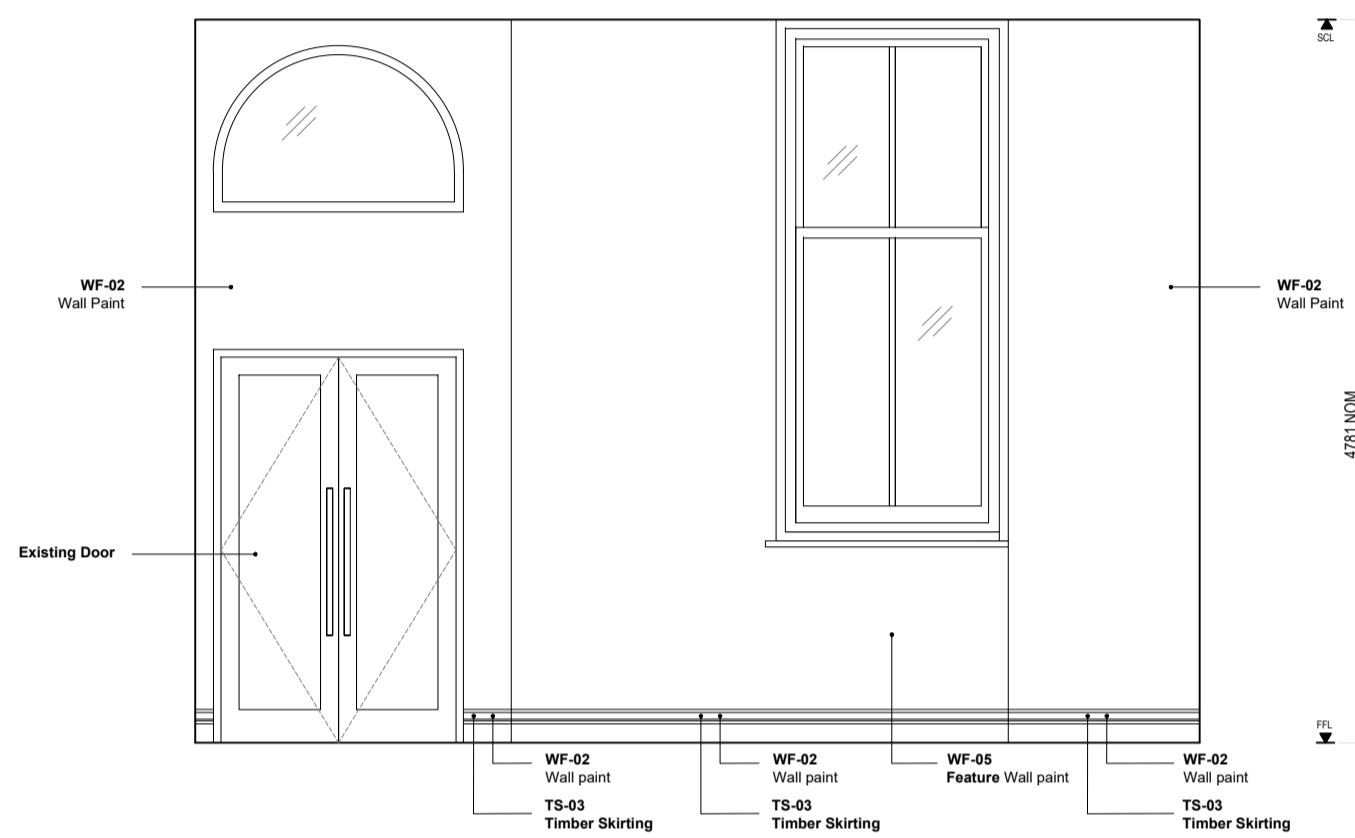 SCL
WF-02
Wall Paint
WF-02
Wall Paint
4781 NOM
Existing Door
FFL
WF-02
Wall paint
TS-03
Timber Skirting
WF-02
Wall paint
TS-03
Timber Skirting
WF-05
Feature Wall paint
WF-02
Wall paint
TS-03
Timber Skirting